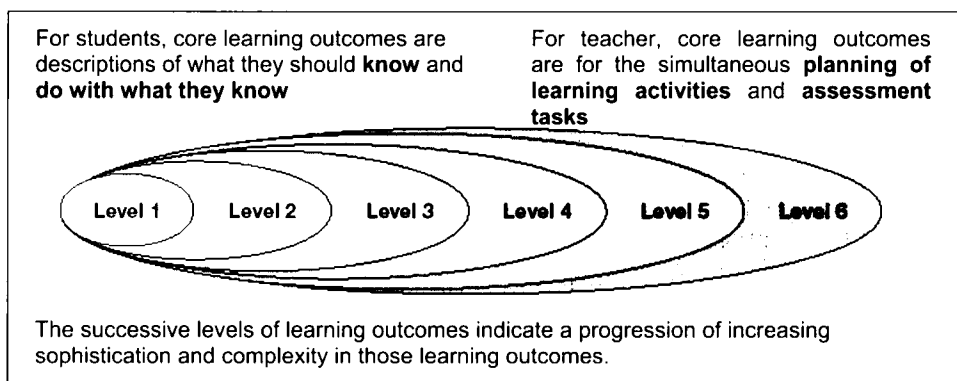 For students, core learning outcomes are
descriptions of what they should know and
do with what they know
For teacher, core learning outcomes
are for the simultaneous planning of
learning activities and assessment
tasks
Level 1 Level 2 Level 3 Level 4 Level 5 Level 6
The successive levels of learning outcomes indicate a progression of increasing
sophistication and complexity in those learning outcomes.